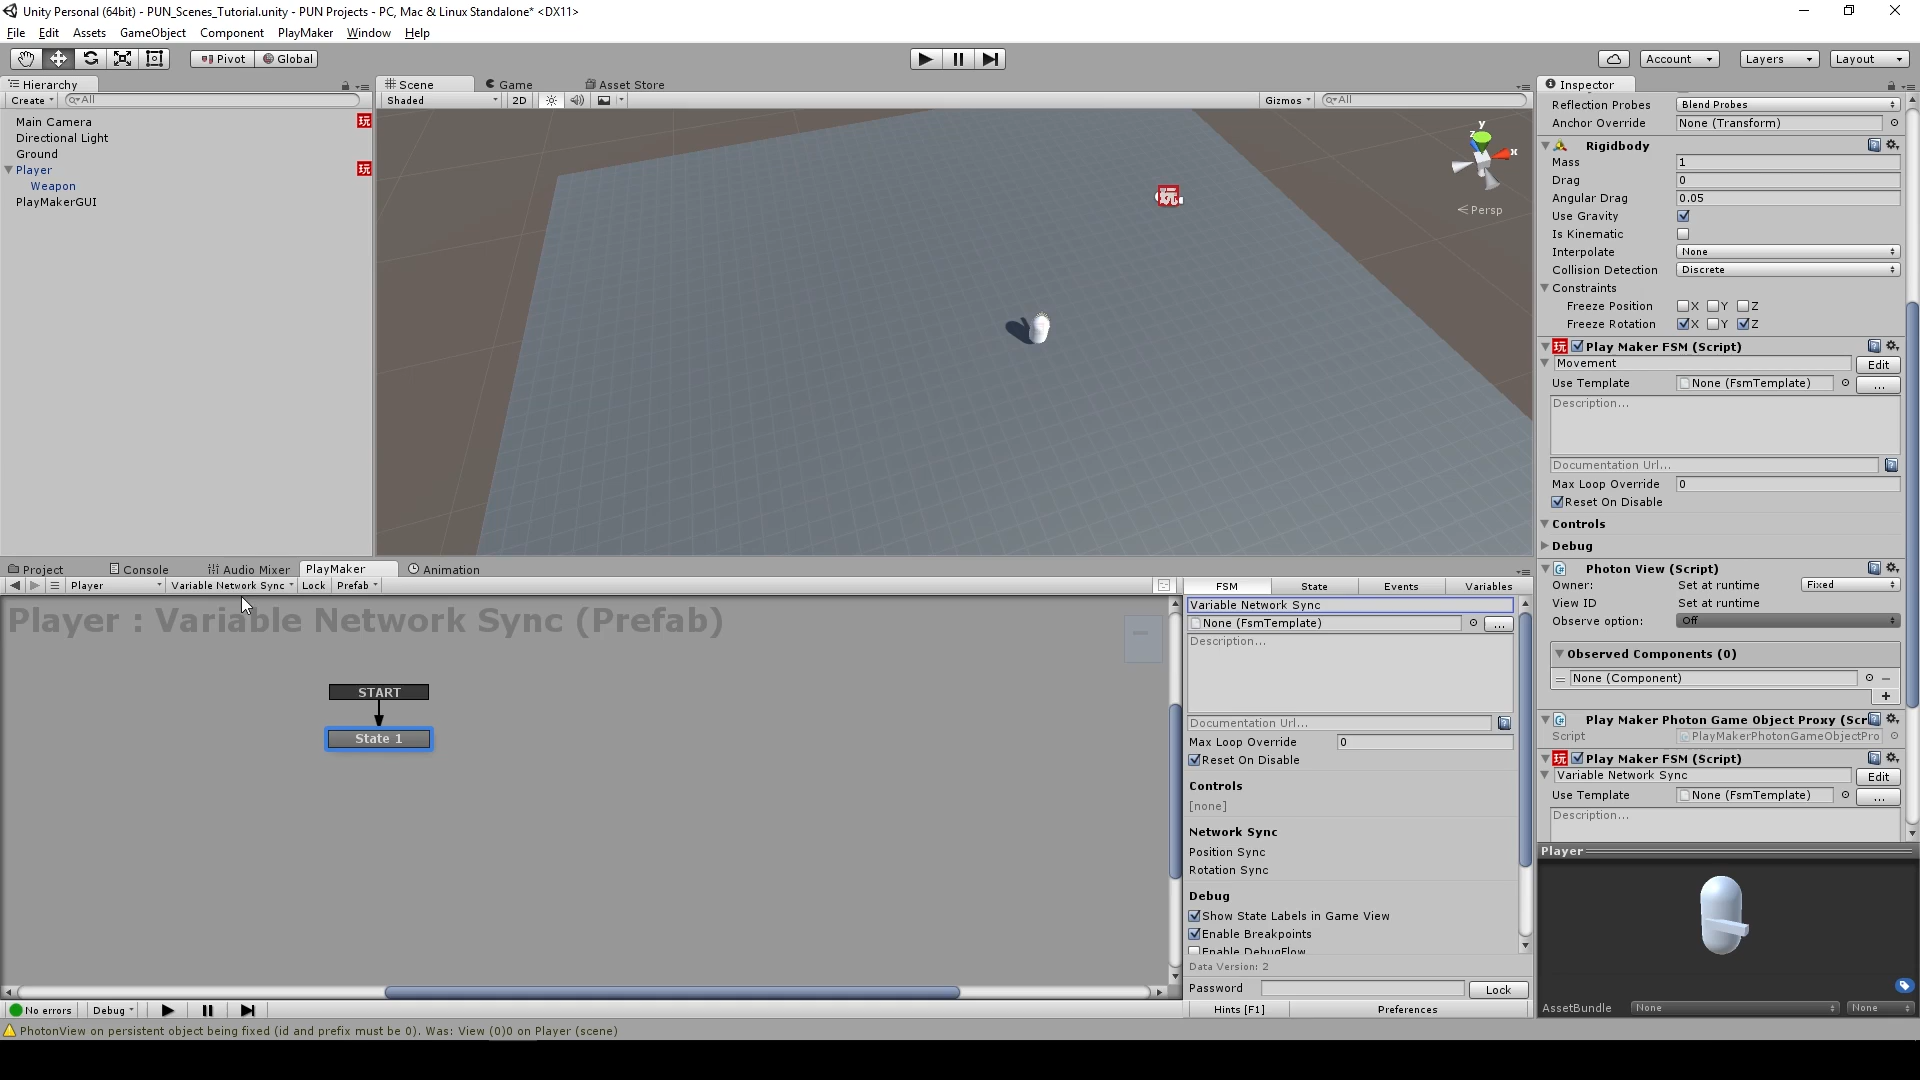 Unity Personal (64bit) - PUN_Scenes_Tutorial.unity - PUN Projects - PC, Mac & Linux Standalone* <DX11>
File Edit Assets GameObject Component PlayMaker Window Help
Pivot Global Account Layers Layout
Hierarchy
Create All
Main Camera 玩
Directional Light
Ground
Player 玩
Weapon
PlayMakerGUI
Scene Game Asset Store
Shaded 2D Gizmos All
y
z
x
Persp
玩
Inspector
Reflection Probes Blend Probes
Anchor Override None (Transform)
Rigidbody
Mass 1
Drag 0
Angular Drag 0.05
Use Gravity
Is Kinematic
Interpolate None
Collision Detection Discrete
Constraints
Freeze Position X Y Z
Freeze Rotation X Y Z
玩 Play Maker FSM (Script)
Movement Edit
Use Template None (FsmTemplate) ...
Description...
Documentation Url...
Max Loop Override 0
Reset On Disable
Controls
Debug
Photon View (Script)
Owner: Set at runtime Fixed
View ID Set at runtime
Observe option: Off
Observed Components (0)
None (Component)
Play Maker Photon Game Object Proxy (Scr
Script PlayMakerPhotonGameObjectPro
玩 Play Maker FSM (Script)
Variable Network Sync Edit
Use Template None (FsmTemplate) ...
Description...
Player
AssetBundle None None
Project Console Audio Mixer PlayMaker Animation
Player Variable Network Sync Lock Prefab
Player : Variable Network Sync (Prefab)
START
State 1
FSM State Events Variables
Variable Network Sync
None (FsmTemplate) ...
Description...
Documentation Url...
Max Loop Override 0
Reset On Disable
Controls
[none]
Network Sync
Position Sync
Rotation Sync
Debug
Show State Labels in Game View
Enable Breakpoints
Enable DebugFlow
Data Version: 2
Password Lock
No errors Debug Hints [F1] Preferences
PhotonView on persistent object being fixed (id and prefix must be 0). Was: View (0)0 on Player (scene)